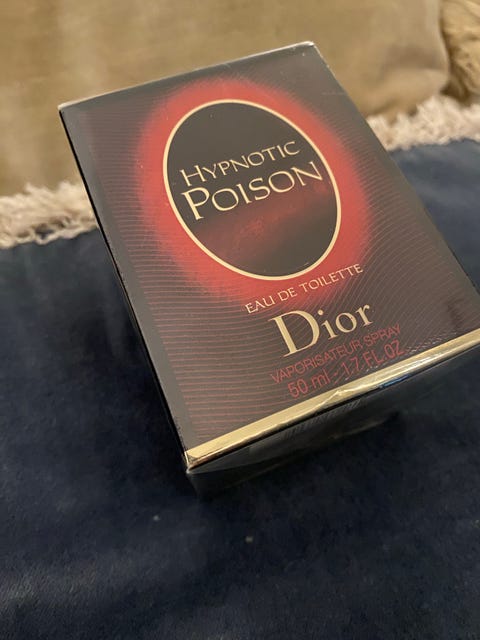 HYPNOTIC
POISON
EAU DE TOILETTE
Dior
VAPORISATEUR SPRAY
50 ml - 1.7 FL.OZ